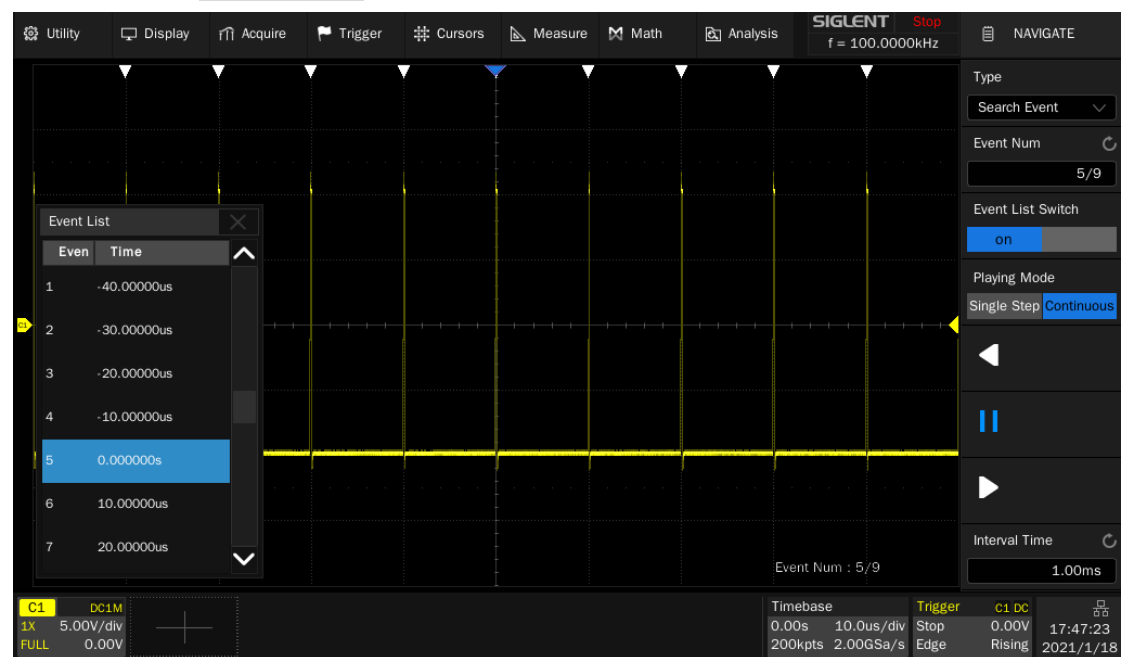 Utility Display Acquire Trigger Cursors Measure Math Analysis SIGLENT Stop
f = 100.0000kHz
NAVIGATE
Type
Search Event
Event Num
5/9
Event List Switch
on
Playing Mode
Single Step Continuous
Interval Time
1.00ms
Event List
Even Time
1 -40.00000us
2 -30.00000us
3 -20.00000us
4 -10.00000us
5 0.000000s
6 10.00000us
7 20.00000us
C1
Event Num : 5/9
C1 DC1M
1X 5.00V/div
FULL 0.00V
Timebase
0.00s 10.0us/div
200kpts 2.00GSa/s
Trigger C1 DC
Stop 0.00V
Edge Rising
17:47:23
2021/1/18